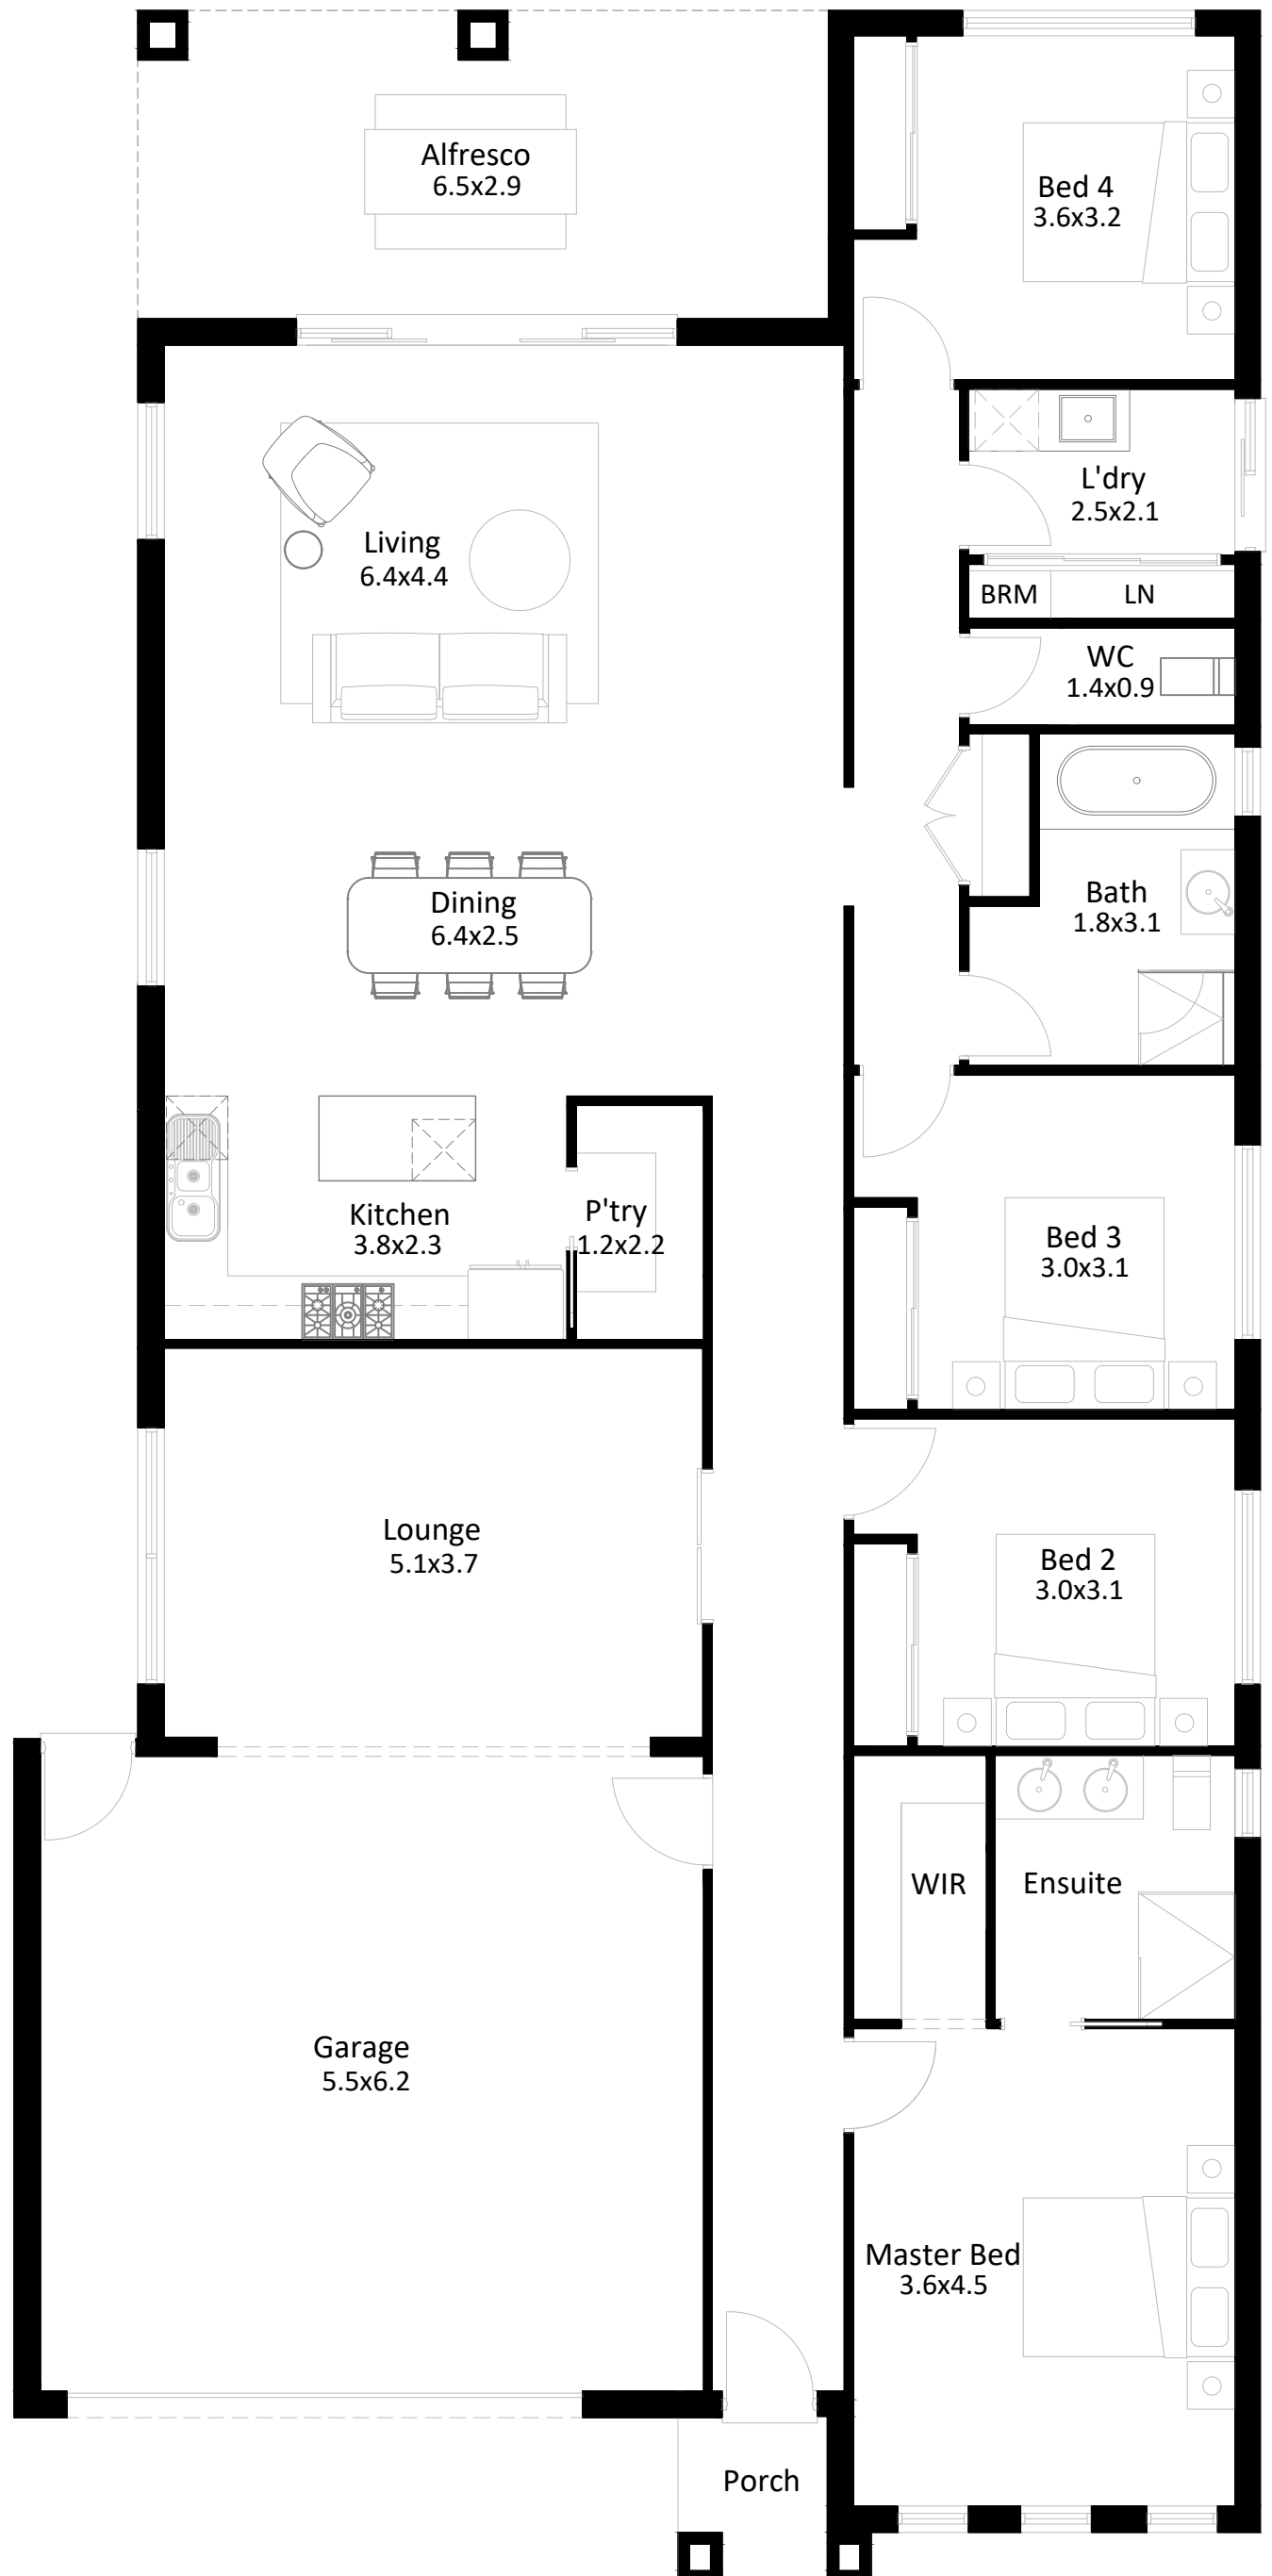 Alfresco
6.5x2.9
Bed 4
3.6x3.2
L'dry
2.5x2.1
Living
6.4x4.4
BRM
LN
WC
1.4x0.9
Dining
6.4x2.5
Bath
1.8x3.1
Kitchen
3.8x2.3
P'try
1.2x2.2
Bed 3
3.0x3.1
Lounge
5.1x3.7
Bed 2
3.0x3.1
WIR
Ensuite
Garage
5.5x6.2
Master Bed
3.6x4.5
Porch